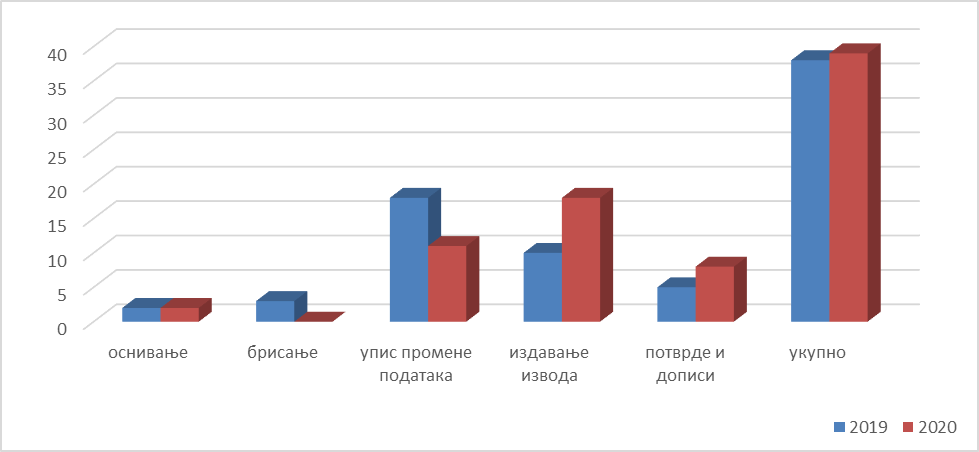 40
35
30
25
20
15
10
5
0
оснивање
брисање
упис промене
података
издавање
извода
потврде и
дописи
укупно
2019
2020